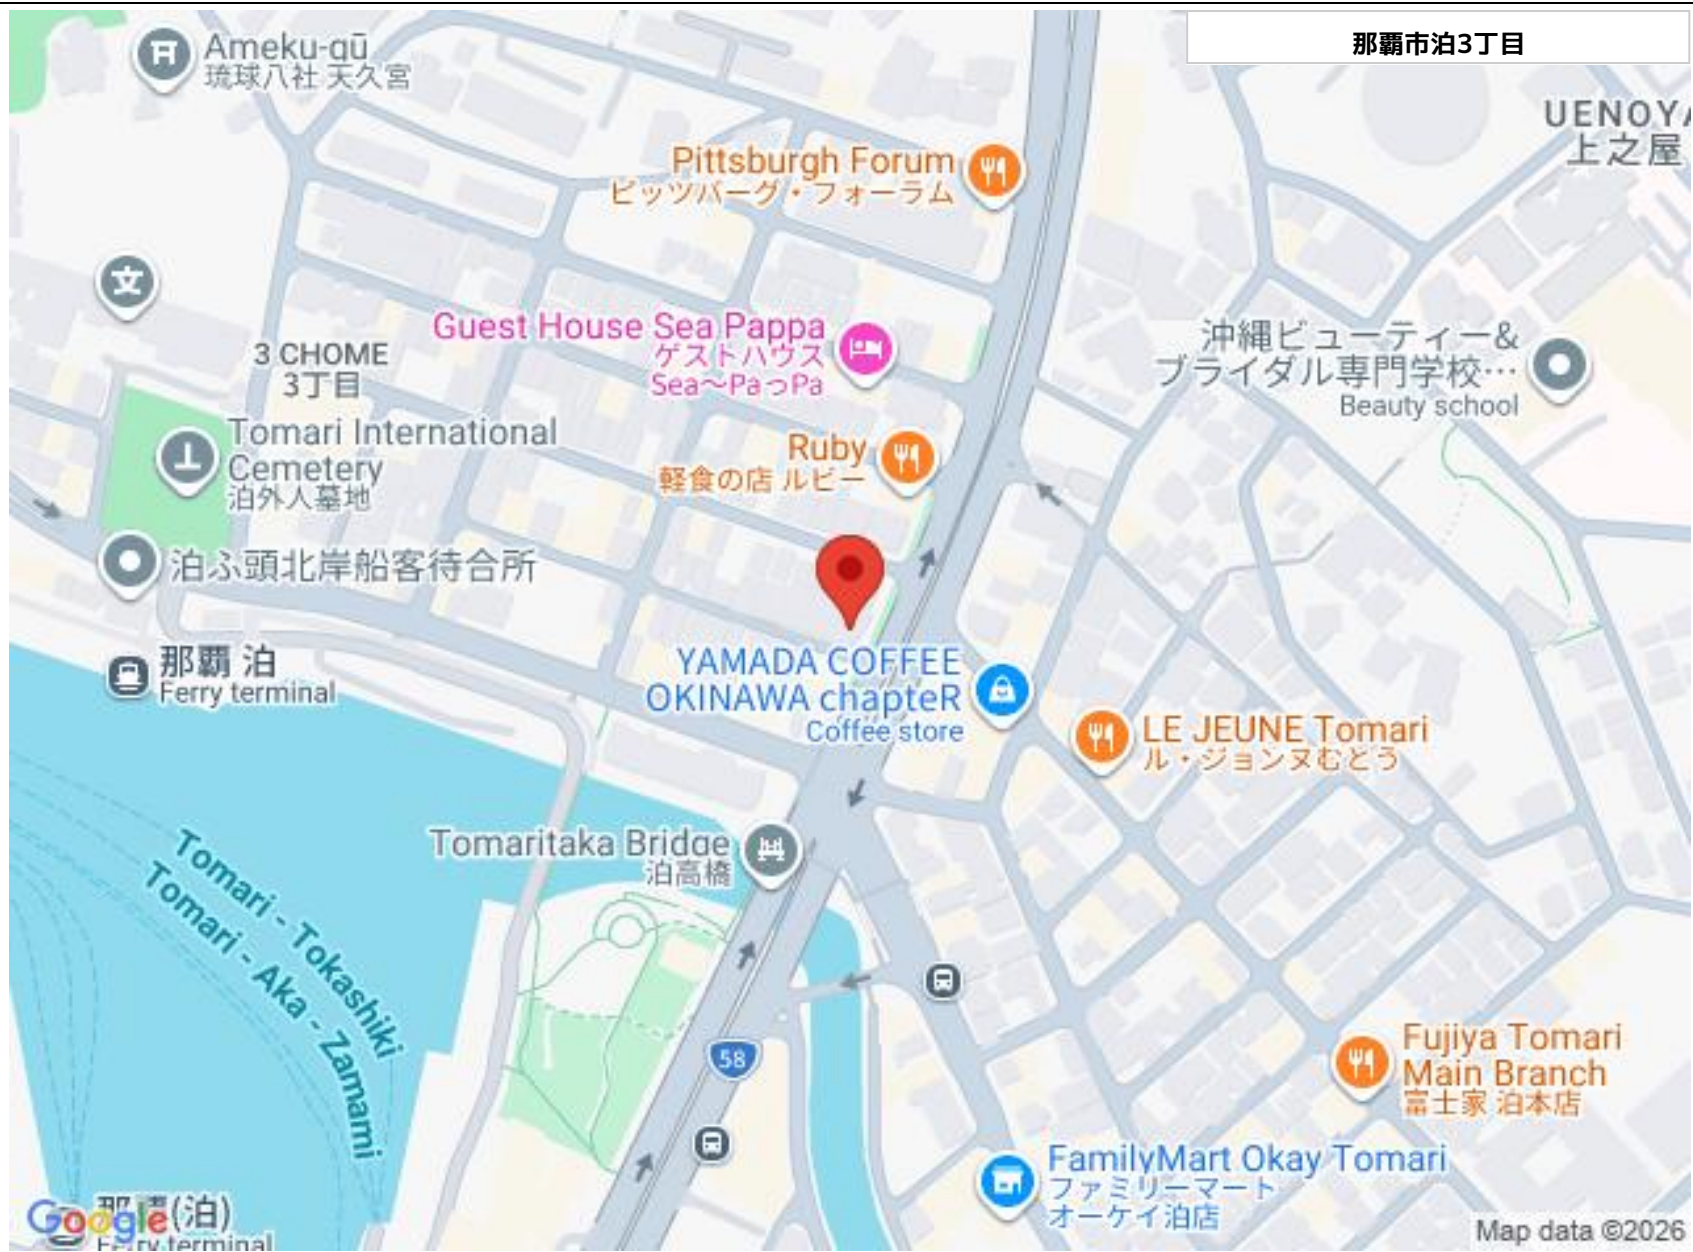 那覇市泊3丁目
Ameku-gū
琉球八社 天久宮
UENOYA
上之屋
Pittsburgh Forum
ピッツバーグ・フォーラム
文
Guest House Sea Pappa
ゲストハウス
Sea～PaっPa
3 CHOME
3丁目
沖縄ビューティー&
ブライダル専門学校…
Beauty school
Tomari International
Cemetery
泊外人墓地
Ruby
軽食の店 ルビー
泊ふ頭北岸船客待合所
那覇 泊
Ferry terminal
YAMADA COFFEE
OKINAWA chapteR
Coffee store
LE JEUNE Tomari
ル・ジョンヌむとう
Tomaritaka Bridge
泊高橋
Tomari - Tokashiki
Tomari - Aka - Zamami
58
Fujiya Tomari
Main Branch
富士家 泊本店
FamilyMart Okay Tomari
ファミリーマート
オーケイ泊店
那覇(泊)
Google
Ferry terminal
Map data ©2026